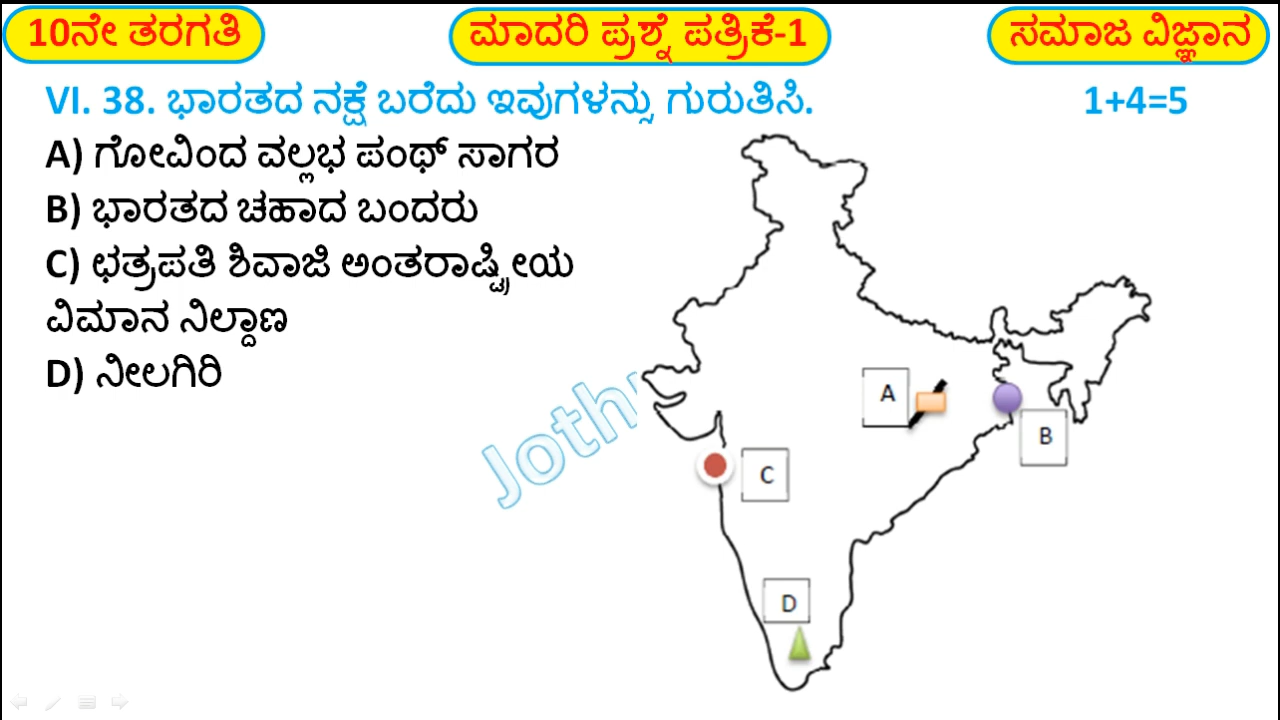 10ನೇ ತರಗತಿ
ಮಾದರಿ ಪ್ರಶ್ನೆ ಪತ್ರಿಕೆ-1
ಸಮಾಜ ವಿಜ್ಞಾನ
VI. 38. ಭಾರತದ ನಕ್ಷೆ ಬರೆದು ಇವುಗಳನ್ನು ಗುರುತಿಸಿ. 1+4=5
A) ಗೋವಿಂದ ವಲ್ಲಭ ಪಂಥ್ ಸಾಗರ
B) ಭಾರತದ ಚಹಾದ ಬಂದರು
C) ಛತ್ರಪತಿ ಶಿವಾಜಿ ಅಂತರಾಷ್ಟ್ರೀಯ
ವಿಮಾನ ನಿಲ್ದಾಣ
D) ನೀಲಗಿರಿ
A
B
C
D